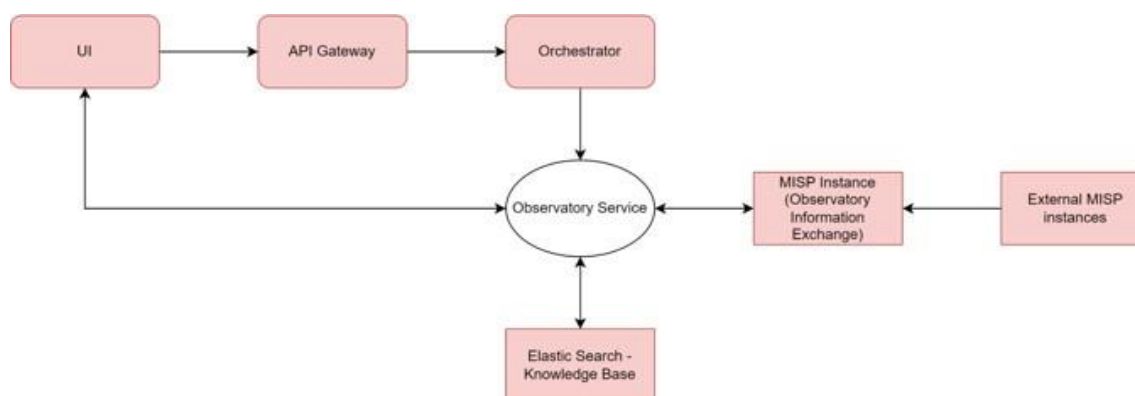 UI
API Gateway
Orchestrator
Observatory Service
MISP Instance
(Observatory
Information
Exchange)
External MISP
instances
Elastic Search -
Knowledge Base